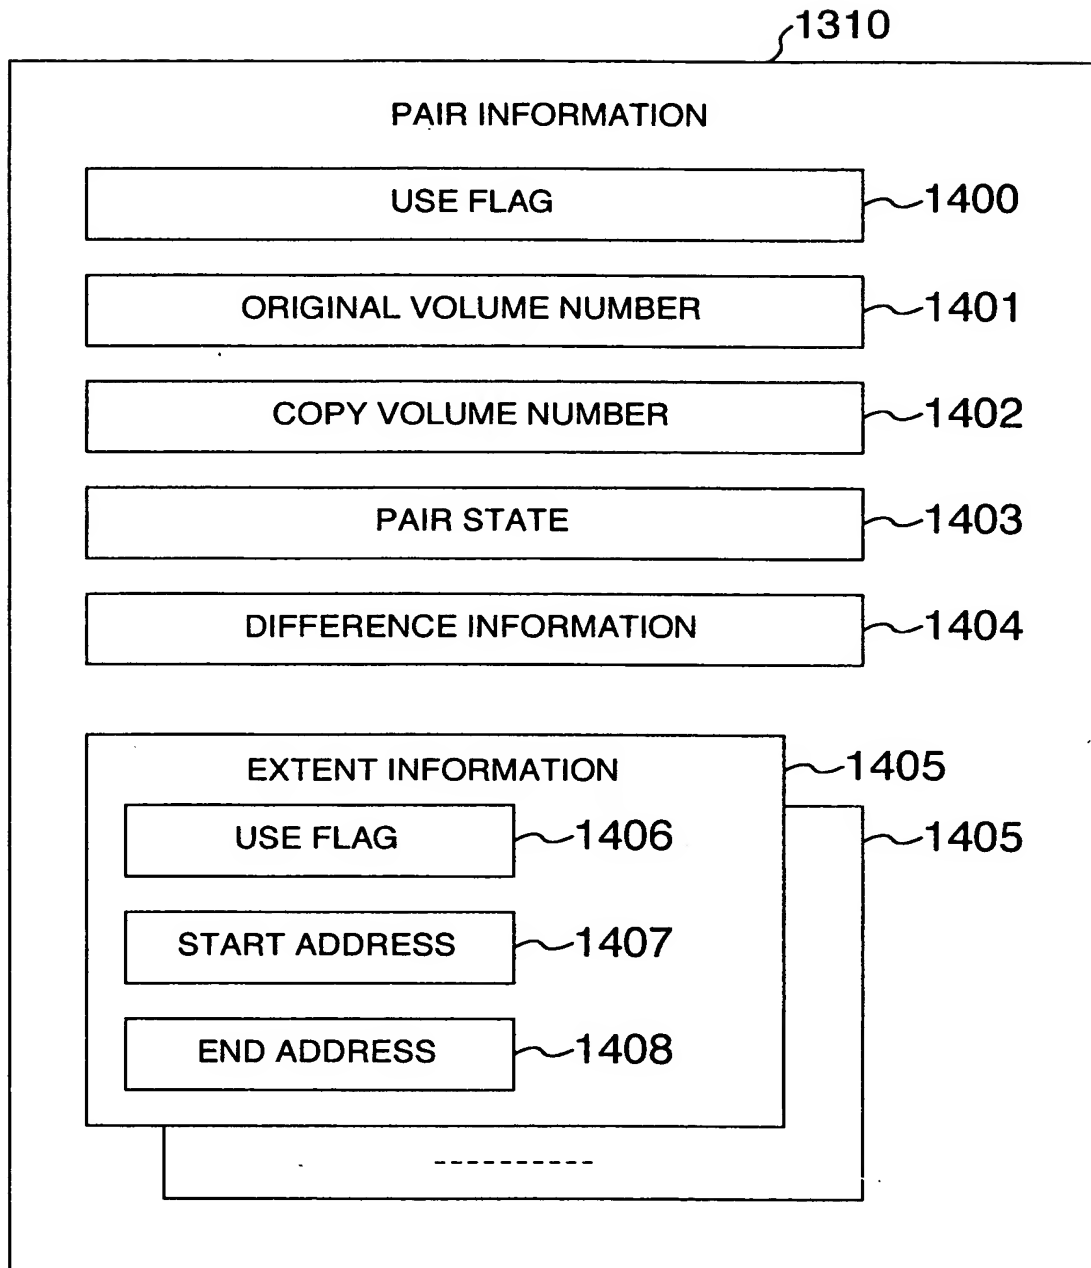 1310
PAIR INFORMATION
USE FLAG 1400
ORIGINAL VOLUME NUMBER 1401
COPY VOLUME NUMBER 1402
PAIR STATE 1403
DIFFERENCE INFORMATION 1404
EXTENT INFORMATION 1405
USE FLAG 1406 1405
START ADDRESS 1407
END ADDRESS 1408